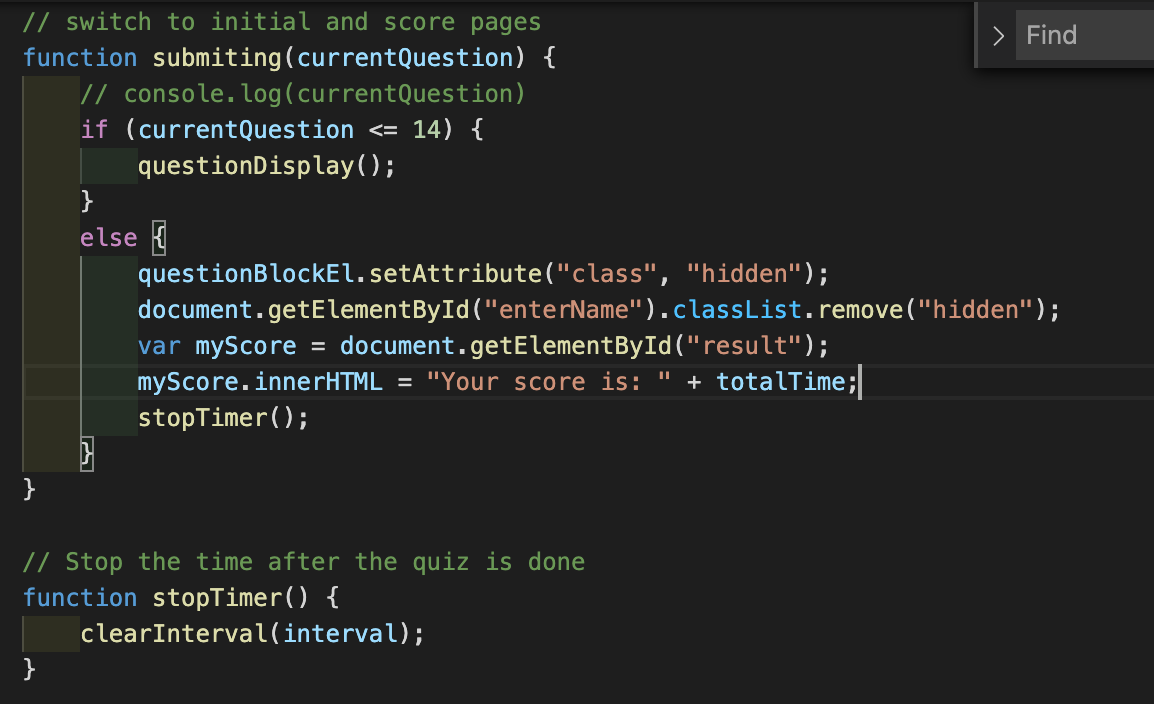 // switch to initial and score pages
function submiting(currentQuestion) {
    // console.log(currentQuestion)
    if (currentQuestion <= 14) {
        questionDisplay();
    }
    else {
        questionBlockEl.setAttribute("class", "hidden");
        document.getElementById("enterName").classList.remove("hidden");
        var myScore = document.getElementById("result");
        myScore.innerHTML = "Your score is: " + totalTime;
        stopTimer();
    }
}

// Stop the time after the quiz is done
function stopTimer() {
    clearInterval(interval);
}
Find